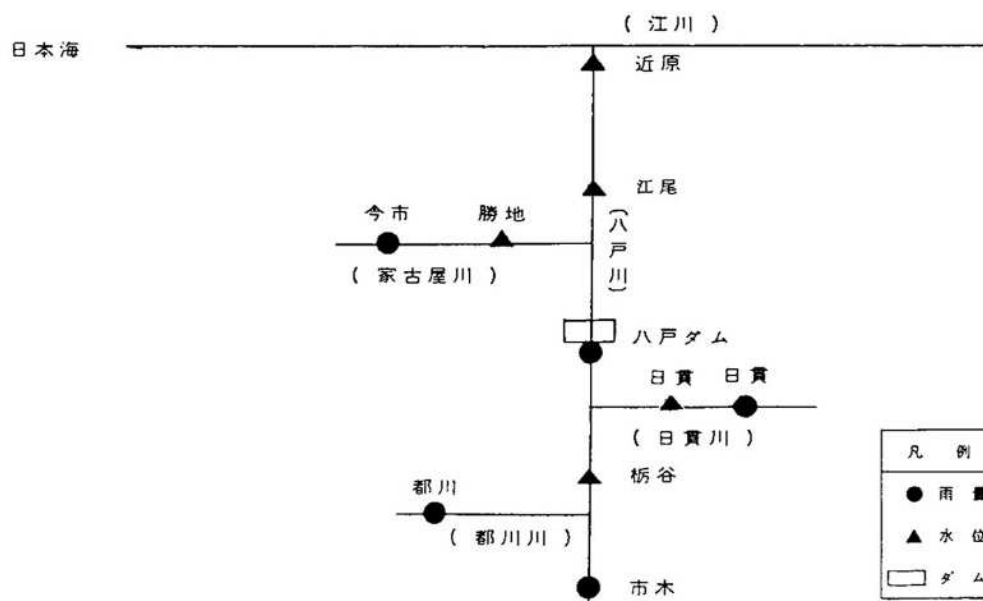 ( 江川 )
日本海
近原
江尾
(八戸川)
今市
勝地
( 家古屋川 )
八戸ダム
日貫
日貫
( 日貫川 )
栃谷
都川
( 都川川 )
市木
凡 例
雨量
水位
ダム